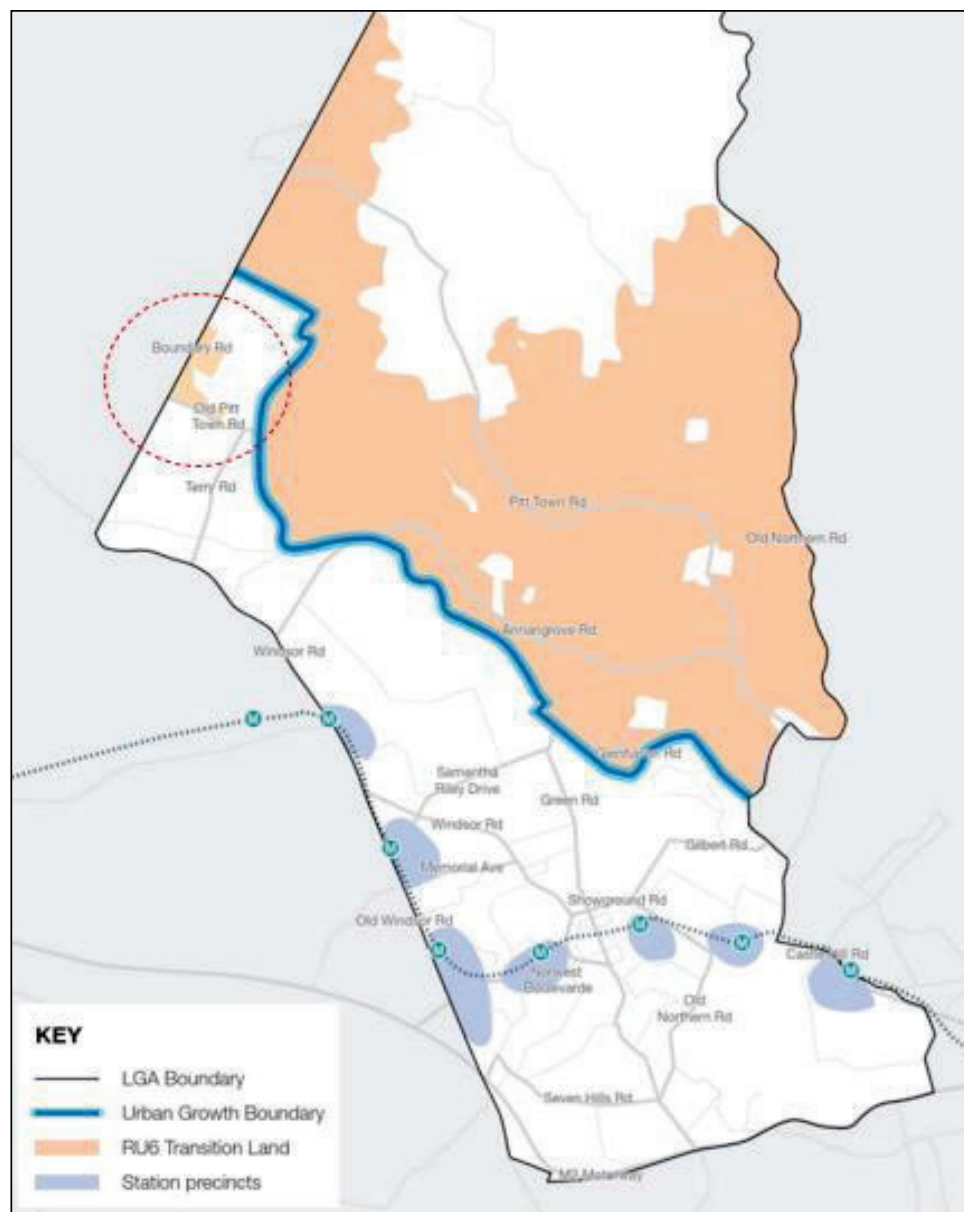 Boundary Rd
Old Pitt
Town Rd
Terry Rd
Pitt Town Rd
Old Northern Rd
Annangrove Rd
Windsor Rd
Glenhaven Rd
Samantha
Riley Drive
Green Rd
Windsor Rd
Gilbert Rd
Memorial Ave
Showground Rd
Old Windsor Rd
M
M
M
M
M
M
M
M
Castle Hill Rd
Norwest
Boulevarde
Old
Northern Rd
Seven Hills Rd
M2 Motorway
KEY
LGA Boundary
Urban Growth Boundary
RU6 Transition Land
Station precincts